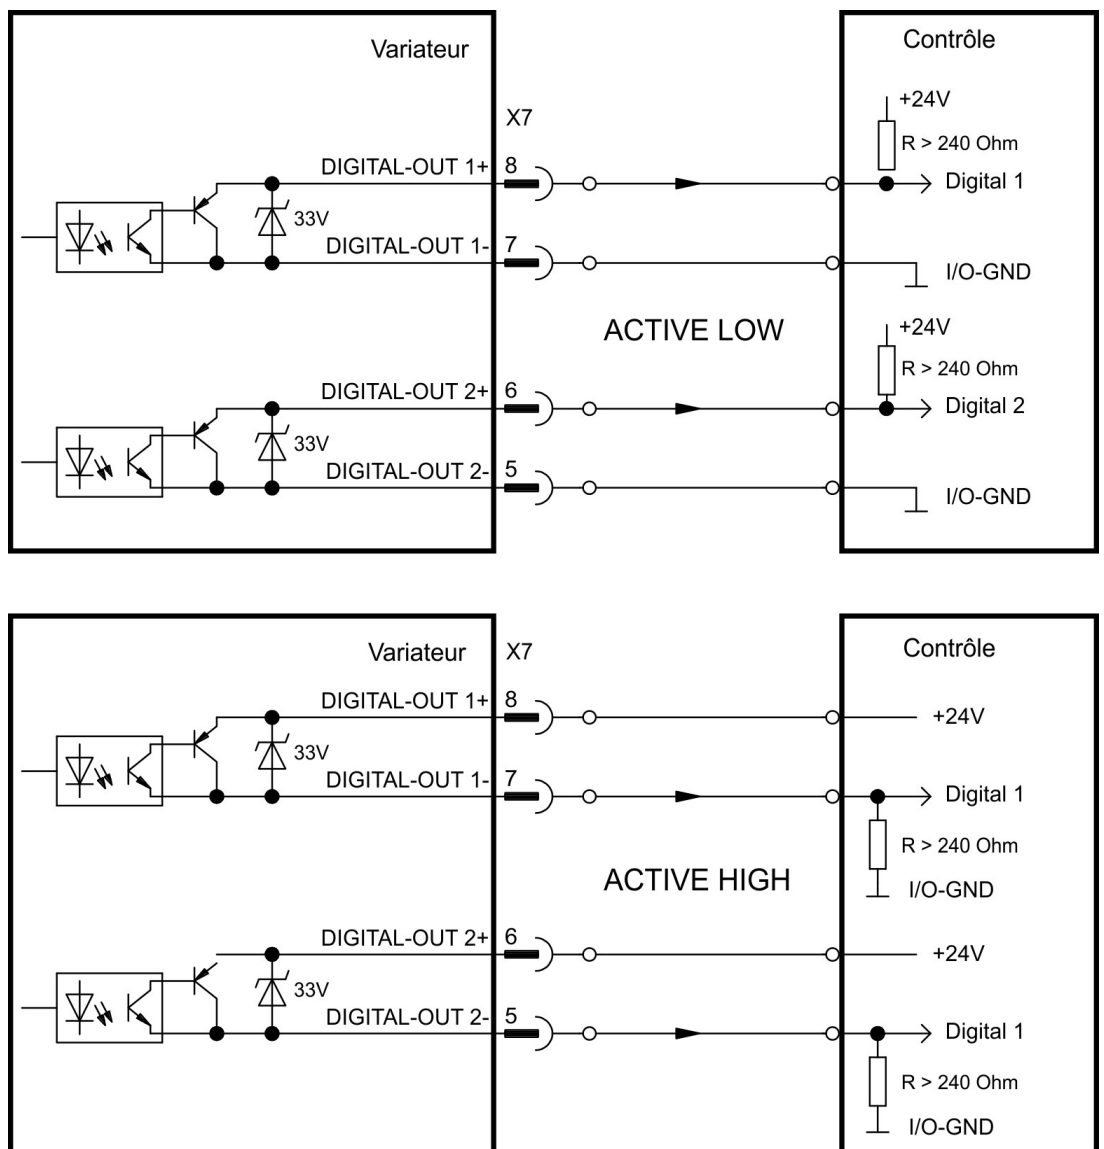 Variateur
Contrôle
X7
+24V
R > 240 Ohm
DIGITAL-OUT 1+
8
Digital 1
33V
DIGITAL-OUT 1-
7
I/O-GND
ACTIVE LOW
+24V
R > 240 Ohm
DIGITAL-OUT 2+
6
Digital 2
33V
DIGITAL-OUT 2-
5
I/O-GND
Variateur
X7
Contrôle
DIGITAL-OUT 1+
8
+24V
33V
DIGITAL-OUT 1-
7
Digital 1
R > 240 Ohm
ACTIVE HIGH
I/O-GND
DIGITAL-OUT 2+
6
+24V
33V
DIGITAL-OUT 2-
5
Digital 1
R > 240 Ohm
I/O-GND